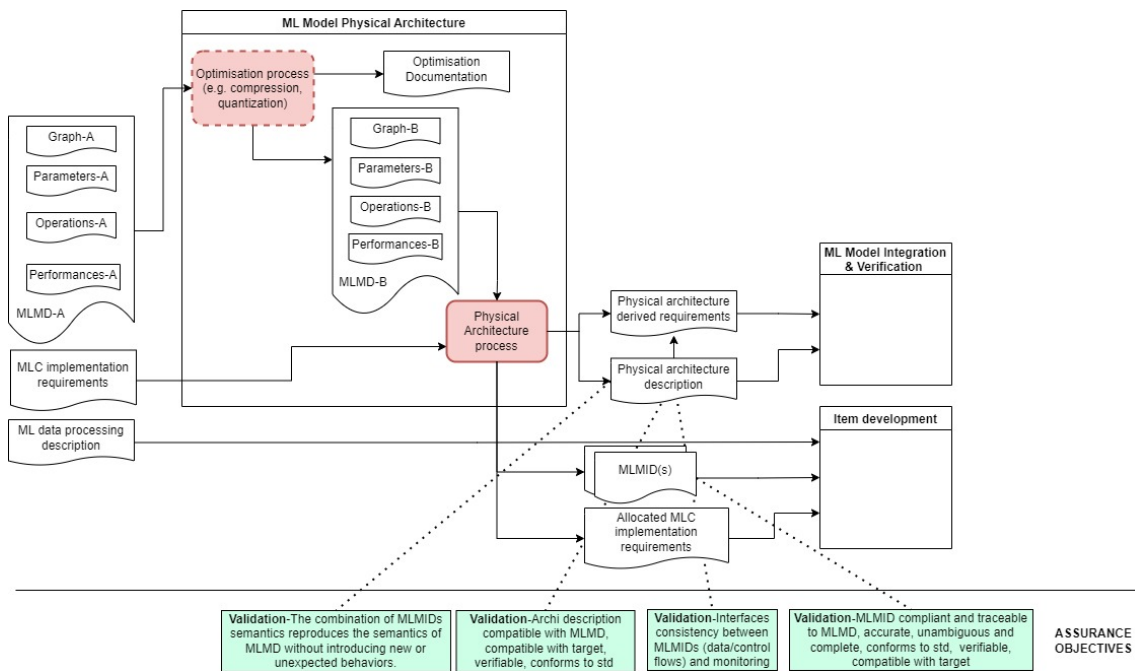 ML Model Physical Architecture
Optimisation process
(e.g. compression,
quantization)
Optimisation
Documentation
Graph-A
Parameters-A
Operations-A
Performances-A
MLMD-A
Graph-B
Parameters-B
Operations-B
Performances-B
MLMD-B
Physical
Architecture
process
MLC implementation
requirements
ML data processing
description
Physical architecture
derived requirements
Physical architecture
description
MLMID(s)
Allocated MLC
implementation
requirements
ML Model Integration
& Verification
Item development
Validation-The combination of MLMIDs
semantics reproduces the semantics of
MLMD without introducing new or
unexpected behaviors.
Validation-Archi description
compatible with MLMD,
compatible with target,
verifiable, conforms to std
Validation-Interfaces
consistency between
MLMIDs (data/control
flows) and monitoring
Validation-MLMID compliant and traceable
to MLMD, accurate, unambiguous and
complete, conforms to std, verifiable,
compatible with target
ASSURANCE
OBJECTIVES